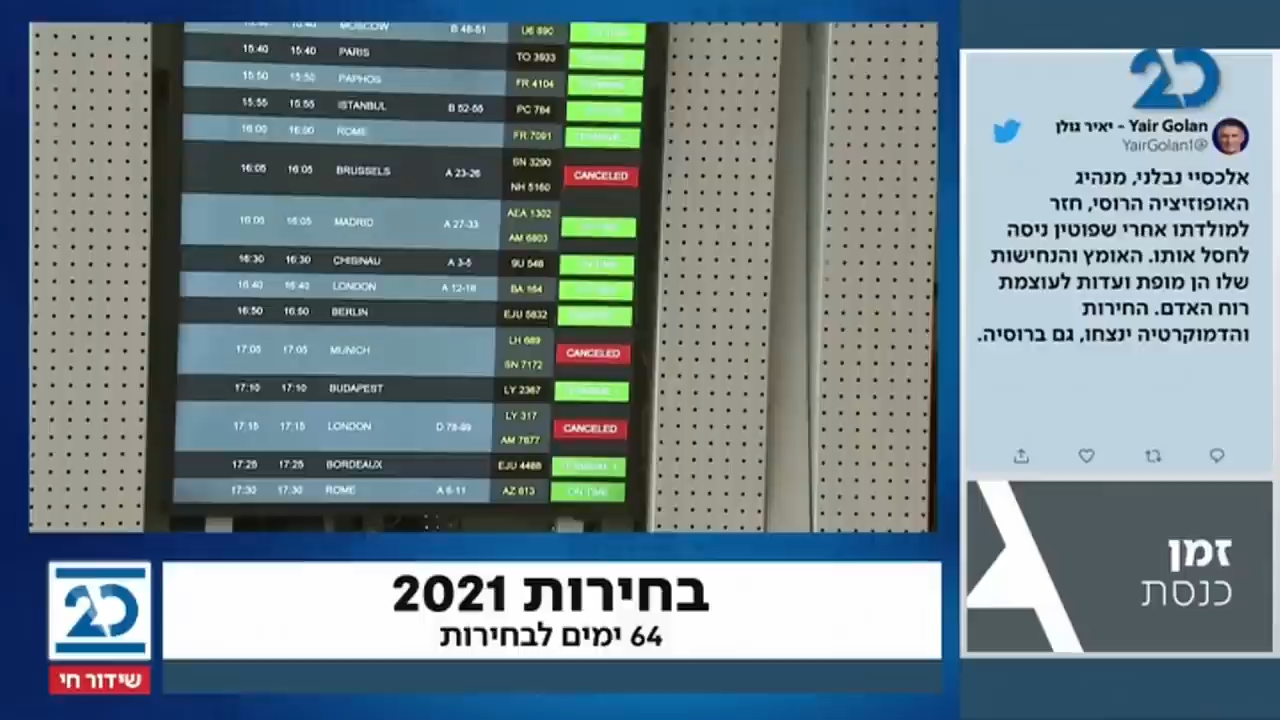 15:40 15:40 PARIS TO 3933
15:50 15:50 PAPHOS FR 4104
15:55 15:55 ISTANBUL B 52-55 PC 784
16:00 16:00 ROME FR 7091
16:05 16:05 BRUSSELS A 23-26 SN 3290 CANCELED
NH 5160
16:05 16:05 MADRID A 27-33 AEA 1302
AM 6803
16:30 16:30 CHISINAU A 3-5 9U 546
16:40 16:40 LONDON A 12-18 BA 164
16:50 16:50 BERLIN EJU 5832
17:05 17:05 MUNICH LH 689 CANCELED
SN 7172
17:10 17:10 BUDAPEST LY 2367
17:15 17:15 LONDON LY 317 CANCELED
AM 7677
17:25 17:25 BORDEAUX EJU 4488
17:30 17:30 ROME A 6-11 AZ 813 ON TIME
20
Yair Golan - יאיר גולן
@YairGolan1
אלכסיי נבלני, מנהיג
האופוזיציה הרוסי, חזר
למולדתו אחרי שפוטין ניסה
לחסל אותו. האומץ והנחישות
שלו הן מופת ועדות לעוצמת
רוח האדם. החירות
והדמוקרטיה ינצחו, גם ברוסיה.
זמן
כנסת
בחירות 2021
64 ימים לבחירות
20
שידור חי